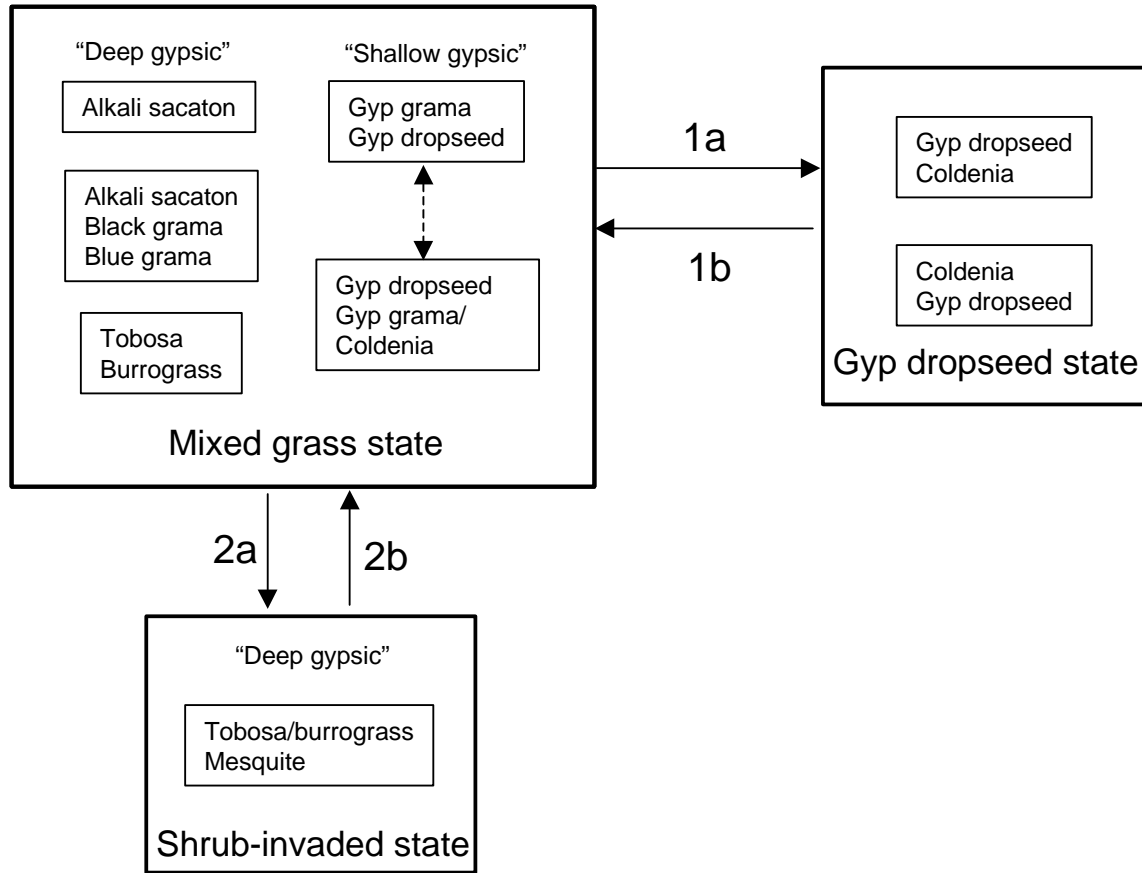 “Deep gypsic”
Alkali sacaton
Alkali sacaton
Black grama
Blue grama
Tobosa
Burrograss
“Shallow gypsic”
Gyp grama
Gyp dropseed
Gyp dropseed
Gyp grama/
Coldenia
Mixed grass state
1a
1b
Gyp dropseed
Coldenia
Coldenia
Gyp dropseed
Gyp dropseed state
2a
2b
“Deep gypsic”
Tobosa/burrograss
Mesquite
Shrub-invaded state